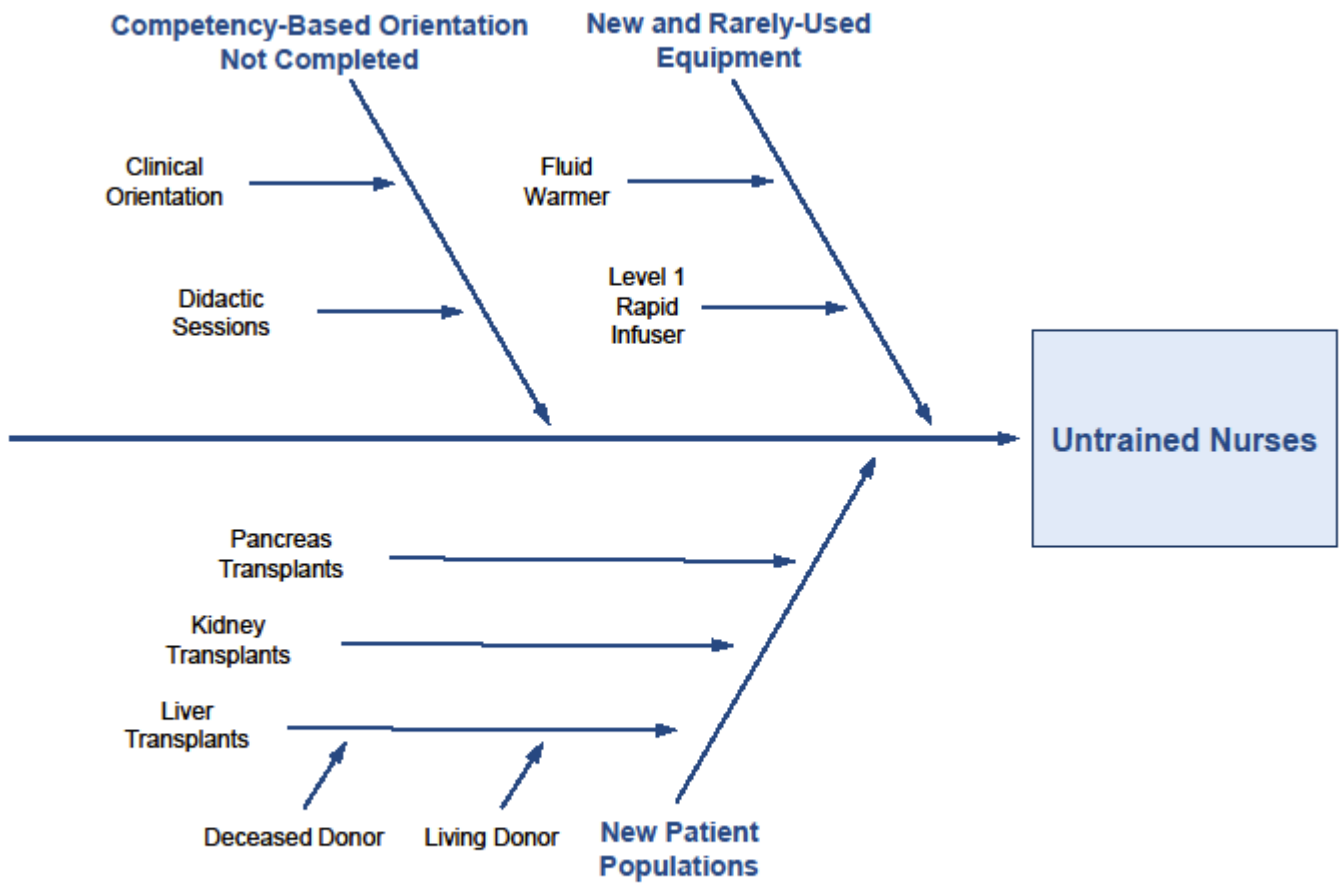 Competency-Based Orientation
Not Completed
New and Rarely-Used
Equipment
Clinical
Orientation
Fluid
Warmer
Didactic
Sessions
Level 1
Rapid
Infuser
Untrained Nurses
Pancreas
Transplants
Kidney
Transplants
Liver
Transplants
Deceased Donor
Living Donor
New Patient
Populations